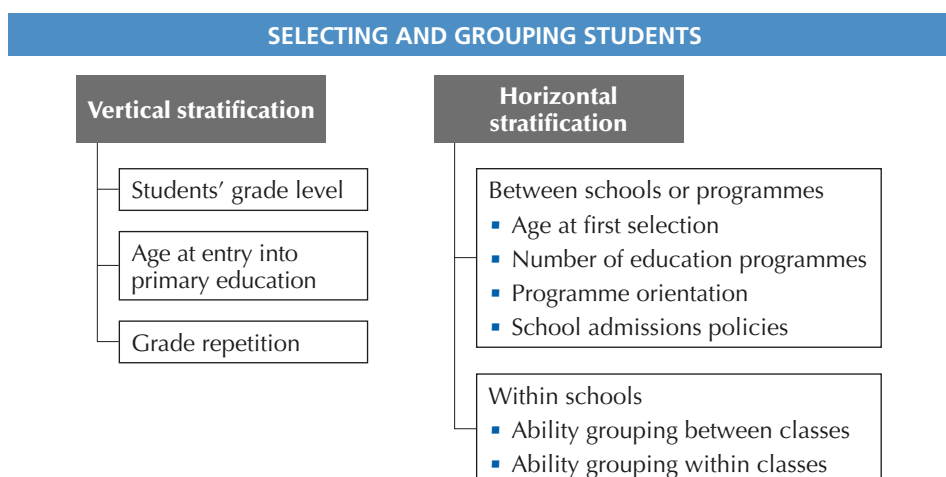 SELECTING AND GROUPING STUDENTS
Vertical stratification
Students’ grade level
Age at entry into
primary education
Grade repetition
Horizontal
stratification
Between schools or programmes
▪ Age at first selection
▪ Number of education programmes
▪ Programme orientation
▪ School admissions policies
Within schools
▪ Ability grouping between classes
▪ Ability grouping within classes